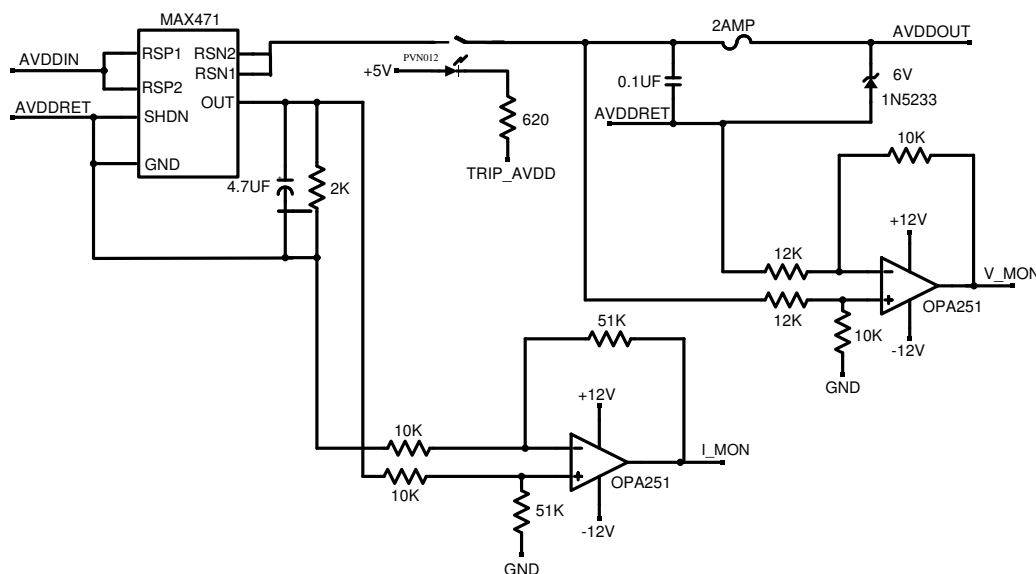 MAX471
2AMP
AVDDOUT
RSP1
RSN2
RSN1
AVDDIN
PVN012
+5V
6V
1N5233
0.1UF
RSP2
OUT
AVDDRET
SHDN
AVDDRET
620
10K
GND
TRIP_AVDD
4.7UF
2K
+12V
12K
V_MON
OPA251
12K
10K
51K
-12V
GND
+12V
10K
I_MON
OPA251
10K
51K
-12V
GND